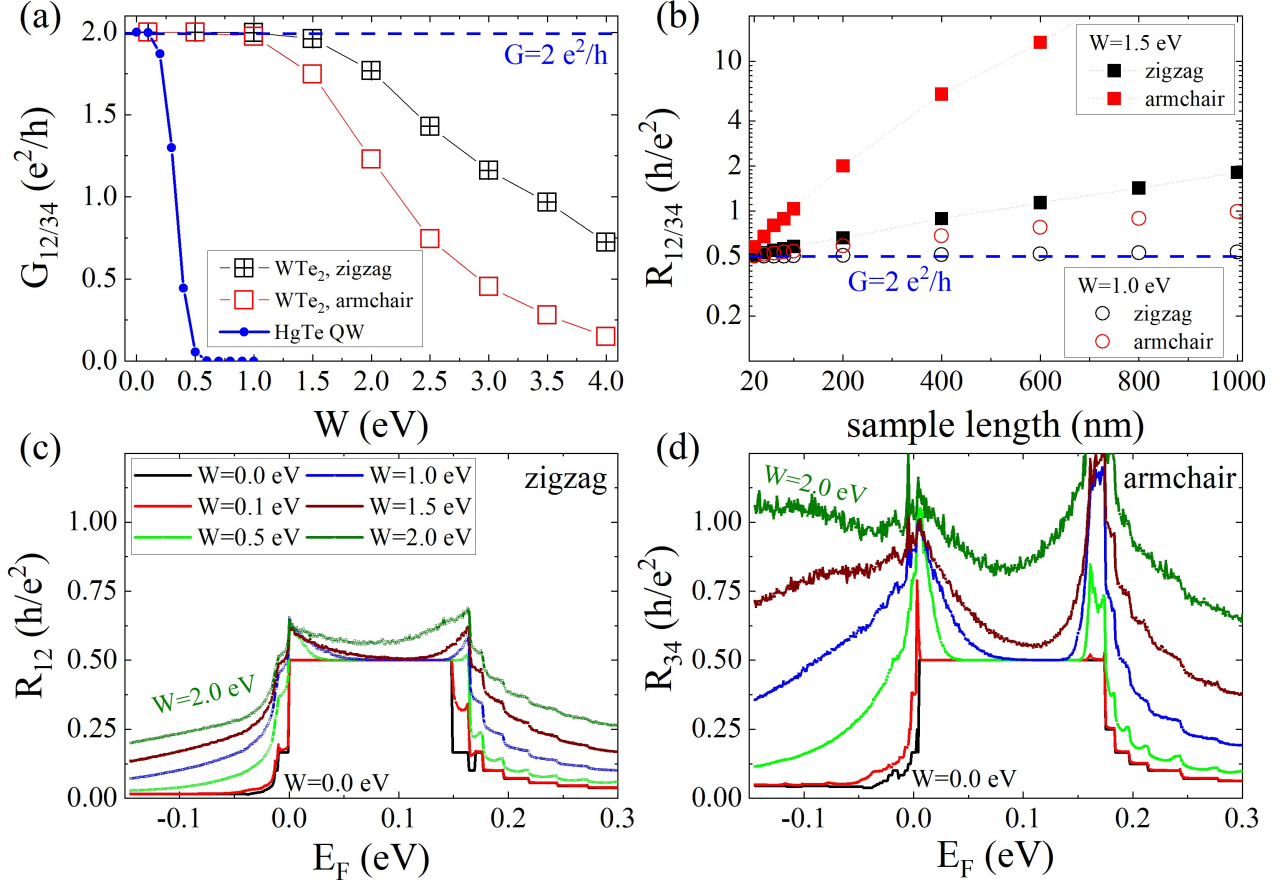 (a)
2.0
1.5
1.0
0.5
0.0
G12/34 (e²/h)
G=2 e²/h
WTe₂, zigzag
WTe₂, armchair
HgTe QW
0.0 0.5 1.0 1.5 2.0 2.5 3.0 3.5 4.0
W (eV)
(b)
10
4
2
1
0.5
0.2
R12/34 (h/e²)
W=1.5 eV
zigzag
armchair
G=2 e²/h
W=1.0 eV
zigzag
armchair
20 200 400 600 800 1000
sample length (nm)
(c)
1.00
0.75
0.50
0.25
0.00
R₁₂ (h/e²)
W=0.0 eV W=1.0 eV
W=0.1 eV W=1.5 eV
W=0.5 eV W=2.0 eV
zigzag
W=2.0 eV
W=0.0 eV
-0.1 0.0 0.1 0.2 0.3
E_F (eV)
(d)
1.00
0.75
0.50
0.25
0.00
R₃₄ (h/e²)
W=2.0 eV
armchair
W=0.0 eV
-0.1 0.0 0.1 0.2 0.3
E_F (eV)